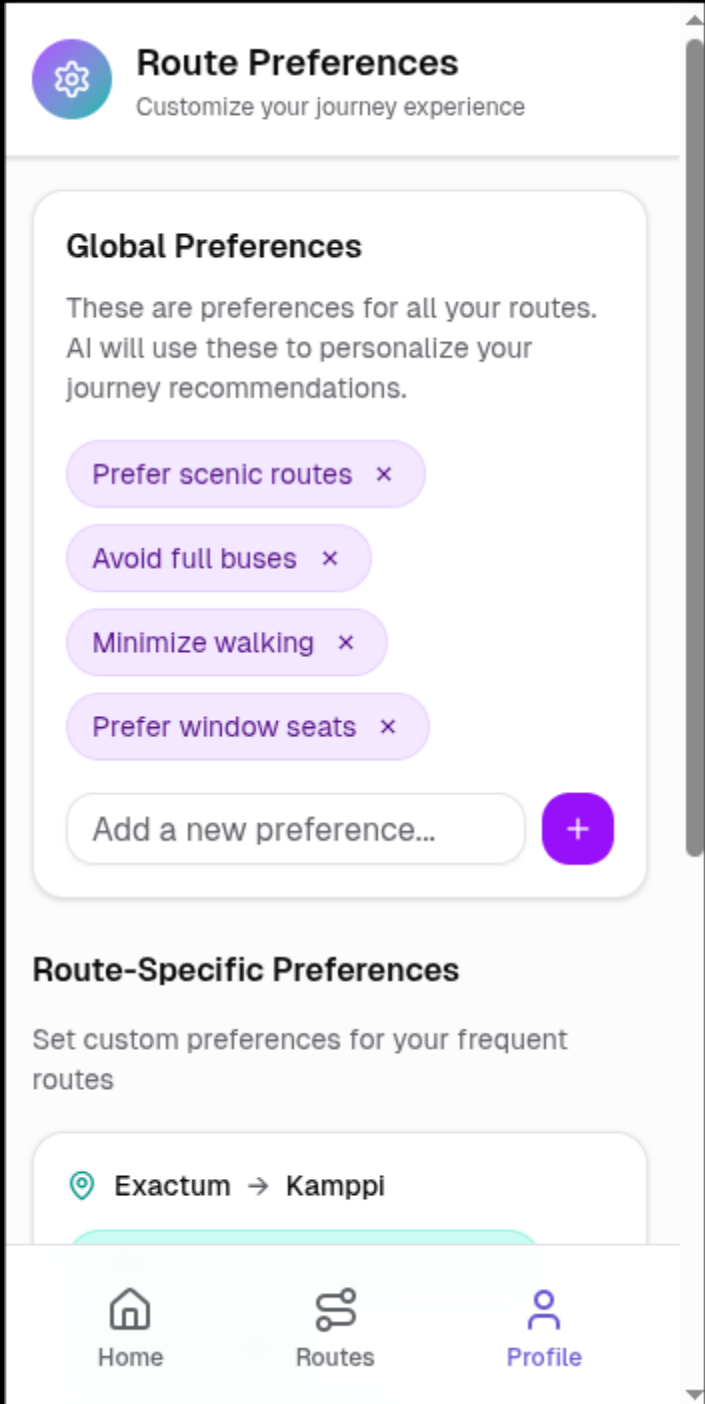 Route Preferences
Customize your journey experience
Global Preferences
These are preferences for all your routes.
AI will use these to personalize your
journey recommendations.
Prefer scenic routes ×
Avoid full buses ×
Minimize walking ×
Prefer window seats ×
Add a new preference...
+
Route-Specific Preferences
Set custom preferences for your frequent
routes
Exactum → Kamppi
Home Routes Profile